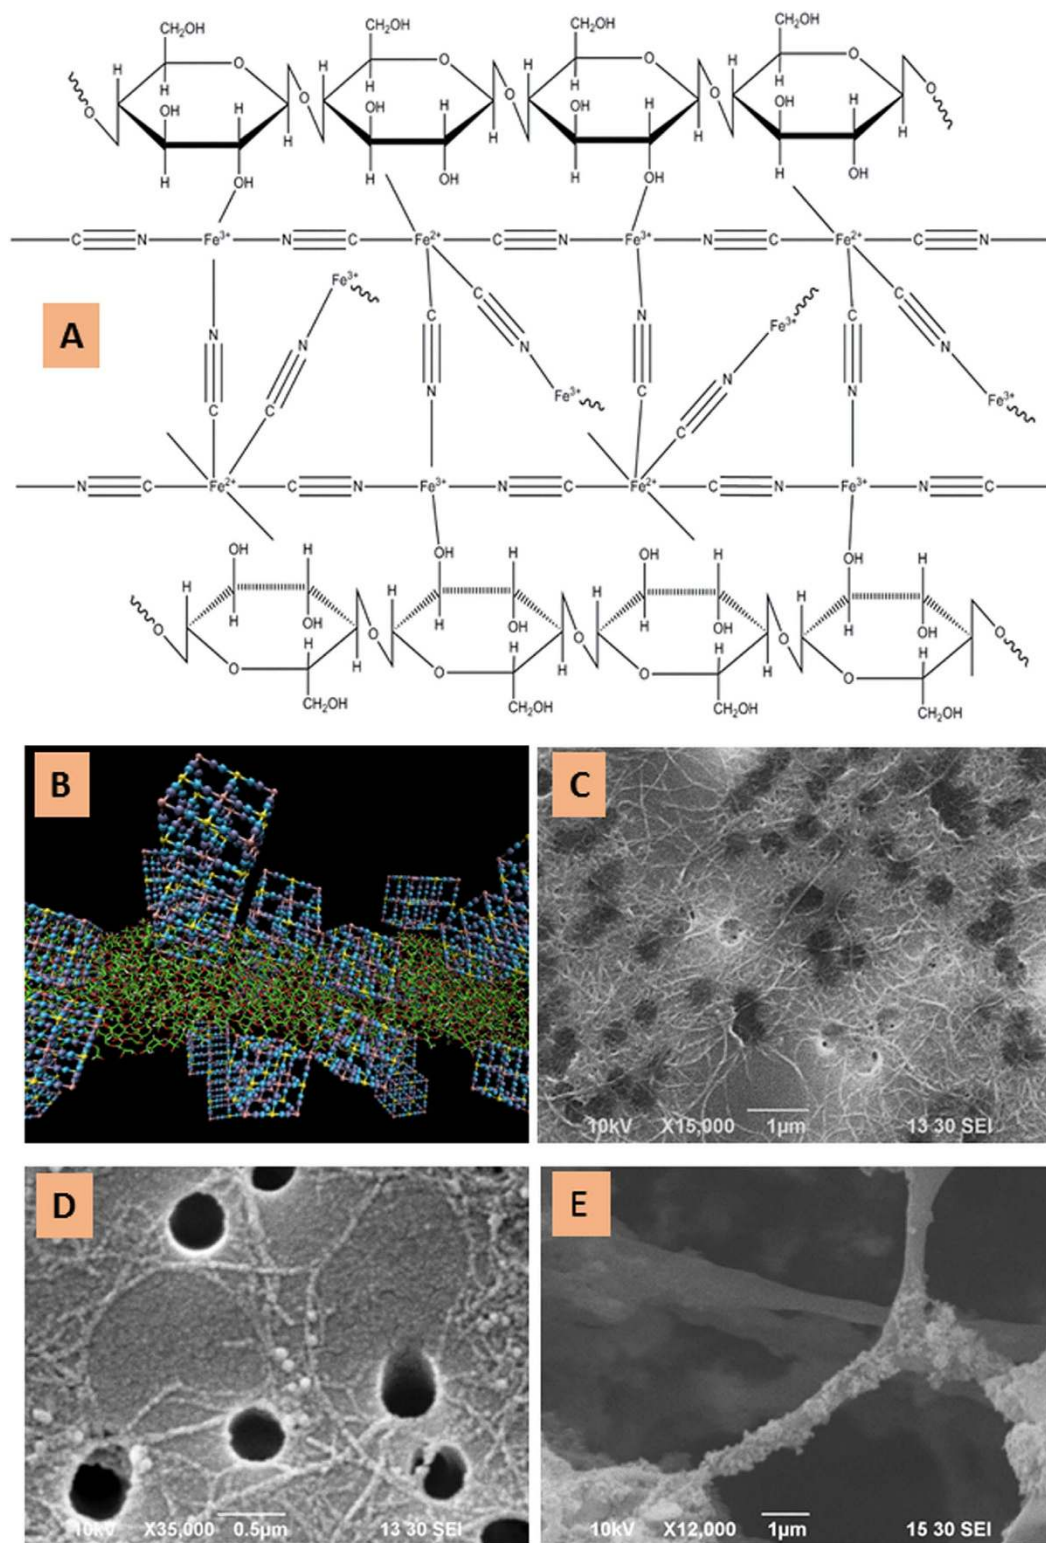 CH₂OH CH₂OH CH₂OH CH₂OH
H O H O H O H O
H H H H
O O O O O
OH H OH H OH H OH H
H H H H
H OH H OH H OH H OH
C N Fe³⁺ N C Fe²⁺ C N Fe³⁺ N C Fe²⁺ C N
Fe³⁺
C C
A
N N C C N C C Fe³⁺
C C N N C N N N
Fe³⁺ Fe³⁺
C C
N C Fe²⁺ C N Fe³⁺ N C Fe²⁺ C N Fe³⁺ N C
OH H OH H OH H OH H
H H H H
H OH H OH H OH H OH
O O O O O
H H H H H H H
O O O O
CH₂OH CH₂OH CH₂OH CH₂OH
B
C
10kV X15,000 1µm 13 30 SEI
D
10kV X35,000 0.5µm 13 30 SEI
E
10kV X12,000 1µm 15 30 SEI